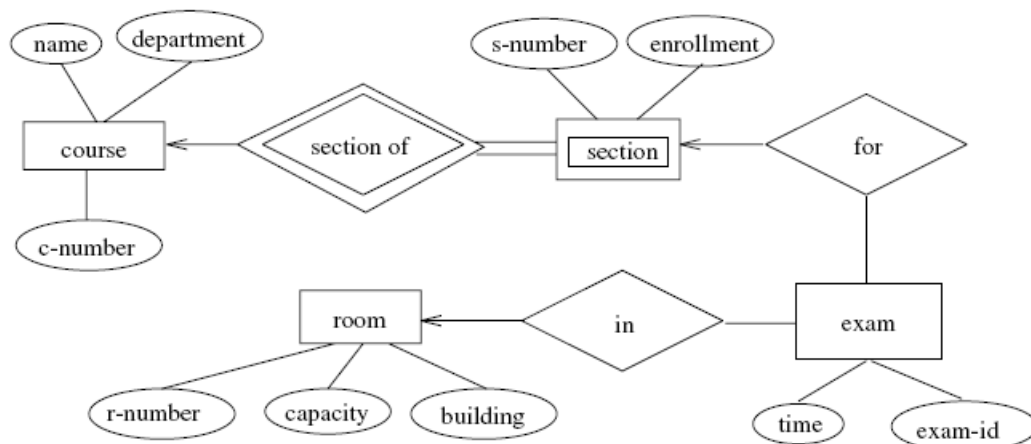 name
department
s-number
enrollment
course
section of
section
for
c-number
room
in
exam
r-number
capacity
building
time
exam-id